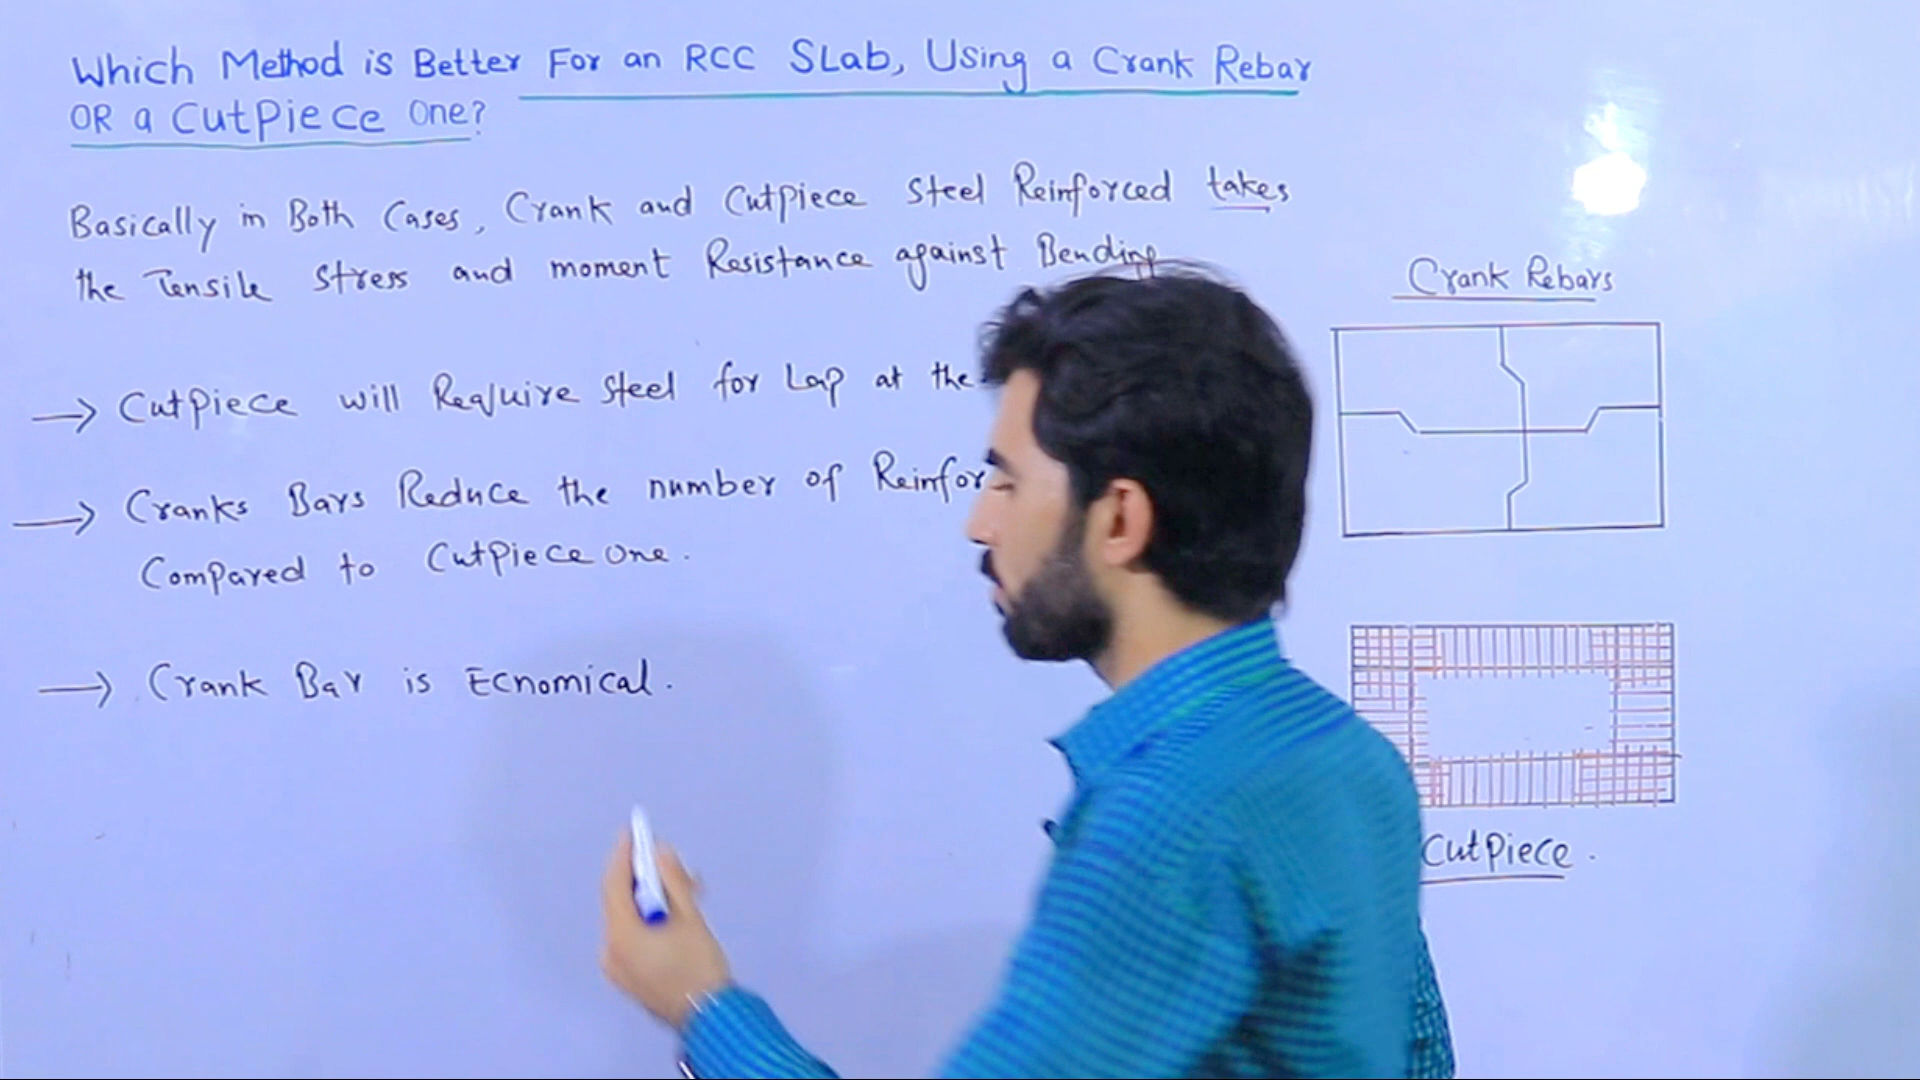 Which Method is Better For an RCC SLab, Using a Crank Rebar
OR a CutPiece One?
Basically in Both Cases, Crank and CutPiece Steel Reinforced takes
the Tensile Stress and moment Resistance against Bending
→ CutPiece will Require Steel for Lap at the
→ Cranks Bars Reduce the number of Reinfor
Compared to CutPiece One.
→ Crank Bar is Ecnomical.
Crank Rebars
CutPiece.